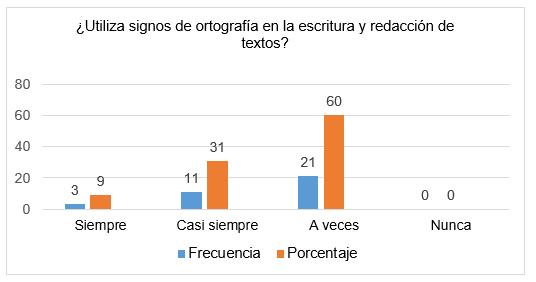 ¿Utiliza signos de ortografía en la escritura y redacción de
textos?
80
60
40
20
0
3
9
11
31
21
60
0
0
Siempre
Casi siempre
A veces
Nunca
Frecuencia
Porcentaje